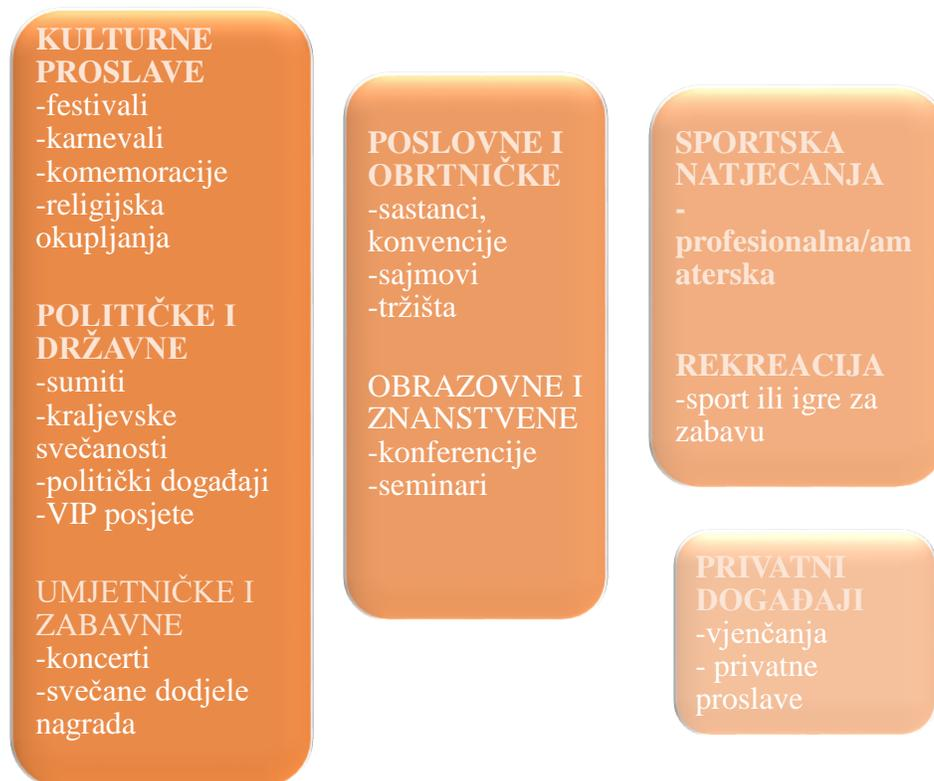 KULTURNE
PROSLAVE
-festivali
-karnevali
-komemoracije
-religijska
okupljanja
POLITIČKE I
DRŽAVNE
-sumiti
-kraljevske
svečanosti
-politički događaji
-VIP posjete
UMJETNIČKE I
ZABAVNE
-koncerti
-svečane dodjele
nagrada
POSLOVNE I
OBRTNIČKE
-sastanci,
konvencije
-sajmovi
-tržišta
OBRAZOVNE I
ZNANSTVENE
-konferencije
-seminari
SPORTSKA
NATJECANJA
-
profesionalna/am
aterska
REKREACIJA
-sport ili igre za
zabavu
PRIVATNI
DOGAĐAJI
-vjenčanja
- privatne
proslave